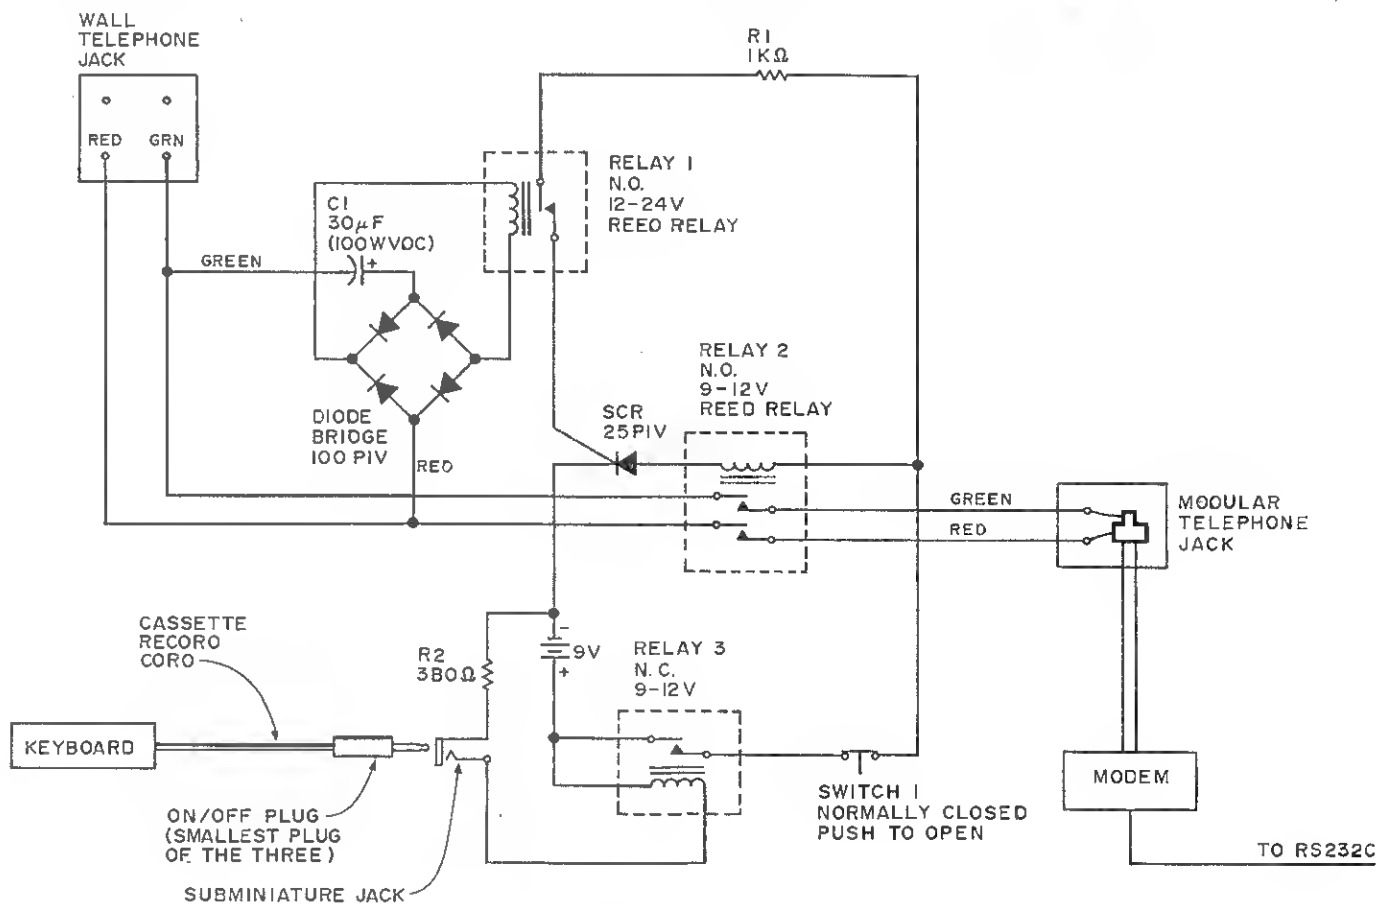 WALL
TELEPHONE
JACK
RED
GRN
R1
1KΩ
RELAY 1
N.O.
12-24V
REED RELAY
C1
30µF
(100WVDC)
+
GREEN
DIODE
BRIDGE
100 PIV
RED
SCR
25PIV
RELAY 2
N.O.
9-12V
REED RELAY
GREEN
RED
MODULAR
TELEPHONE
JACK
CASSETTE
RECORO
CORO
R2
3BOΩ
-
9V
+
RELAY 3
N.C.
9-12V
KEYBOARD
ON/OFF PLUG
(SMALLEST PLUG
OF THE THREE)
SUBMINIATURE JACK
SWITCH 1
NORMALLY CLOSED
PUSH TO OPEN
MODEM
TO RS232C